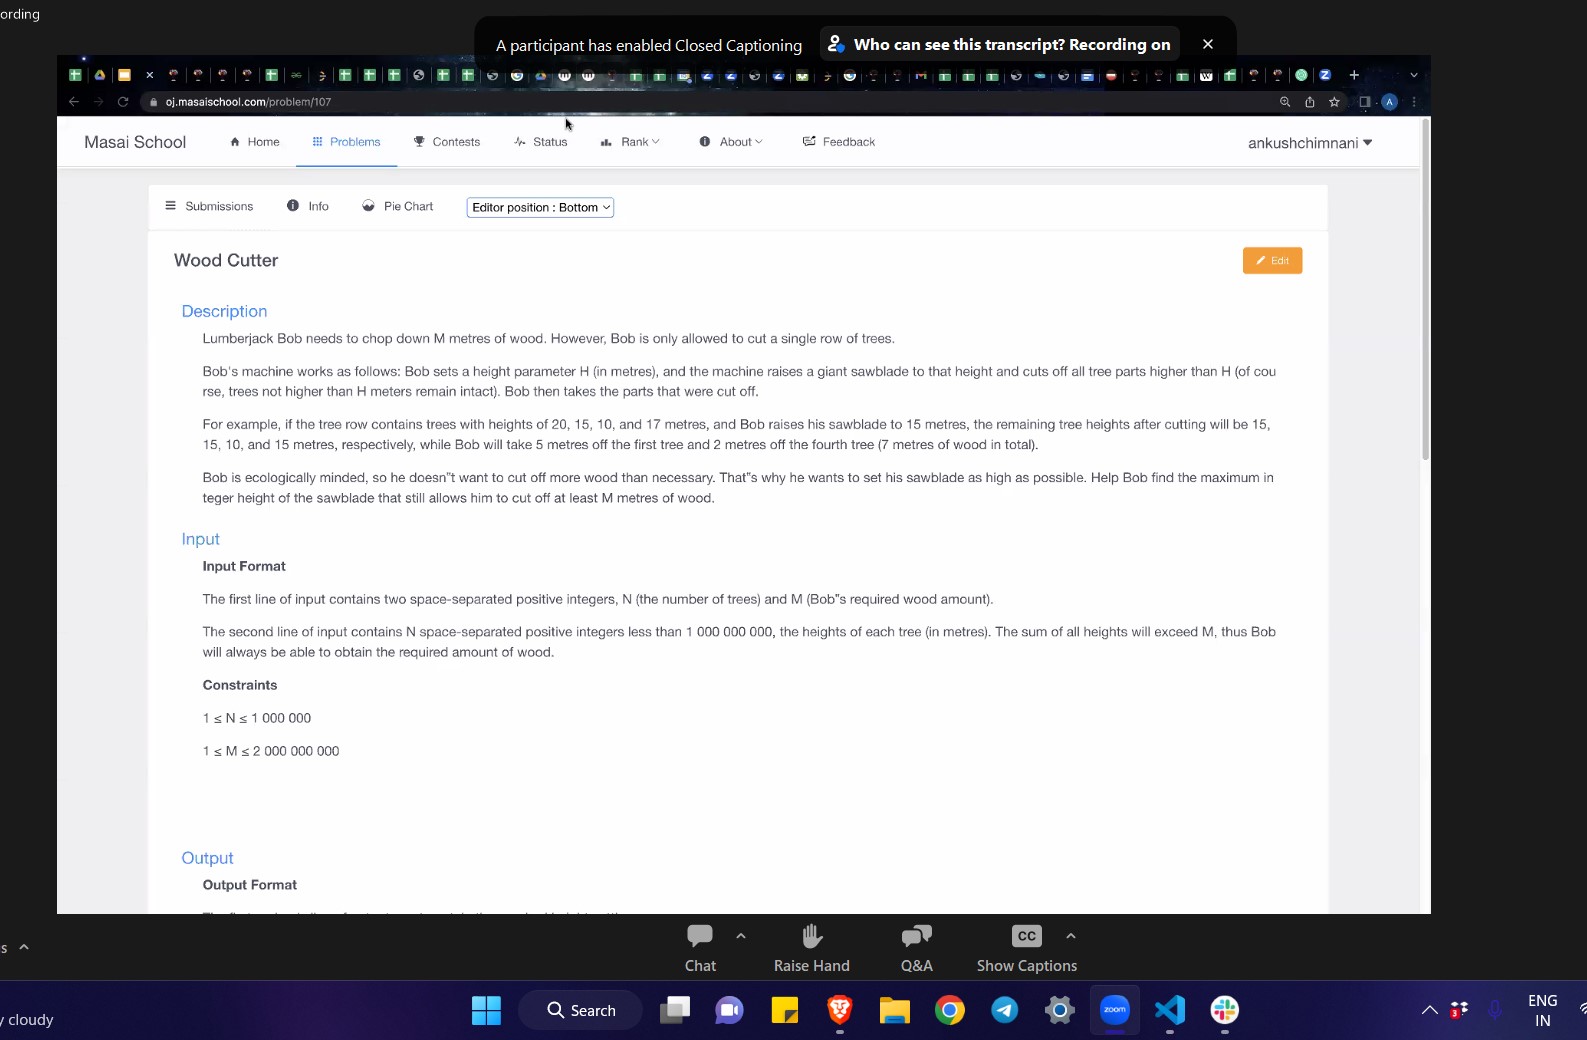 ording
A participant has enabled Closed Captioning Who can see this transcript? Recording on
oj.masaischool.com/problem/107
Masai School Home Problems Contests Status Rank About Feedback ankushchimnani
Submissions Info Pie Chart Editor position : Bottom
Wood Cutter Edit
Description
Lumberjack Bob needs to chop down M metres of wood. However, Bob is only allowed to cut a single row of trees.
Bob's machine works as follows: Bob sets a height parameter H (in metres), and the machine raises a giant sawblade to that height and cuts off all tree parts higher than H (of cou
rse, trees not higher than H meters remain intact). Bob then takes the parts that were cut off.
For example, if the tree row contains trees with heights of 20, 15, 10, and 17 metres, and Bob raises his sawblade to 15 metres, the remaining tree heights after cutting will be 15,
15, 10, and 15 metres, respectively, while Bob will take 5 metres off the first tree and 2 metres off the fourth tree (7 metres of wood in total).
Bob is ecologically minded, so he doesn"t want to cut off more wood than necessary. That"s why he wants to set his sawblade as high as possible. Help Bob find the maximum in
teger height of the sawblade that still allows him to cut off at least M metres of wood.
Input
Input Format
The first line of input contains two space-separated positive integers, N (the number of trees) and M (Bob"s required wood amount).
The second line of input contains N space-separated positive integers less than 1 000 000 000, the heights of each tree (in metres). The sum of all heights will exceed M, thus Bob
will always be able to obtain the required amount of wood.
Constraints
1 ≤ N ≤ 1 000 000
1 ≤ M ≤ 2 000 000 000
Output
Output Format
s Chat Raise Hand Q&A CC Show Captions
Search zoom 3 ENG
IN
y cloudy